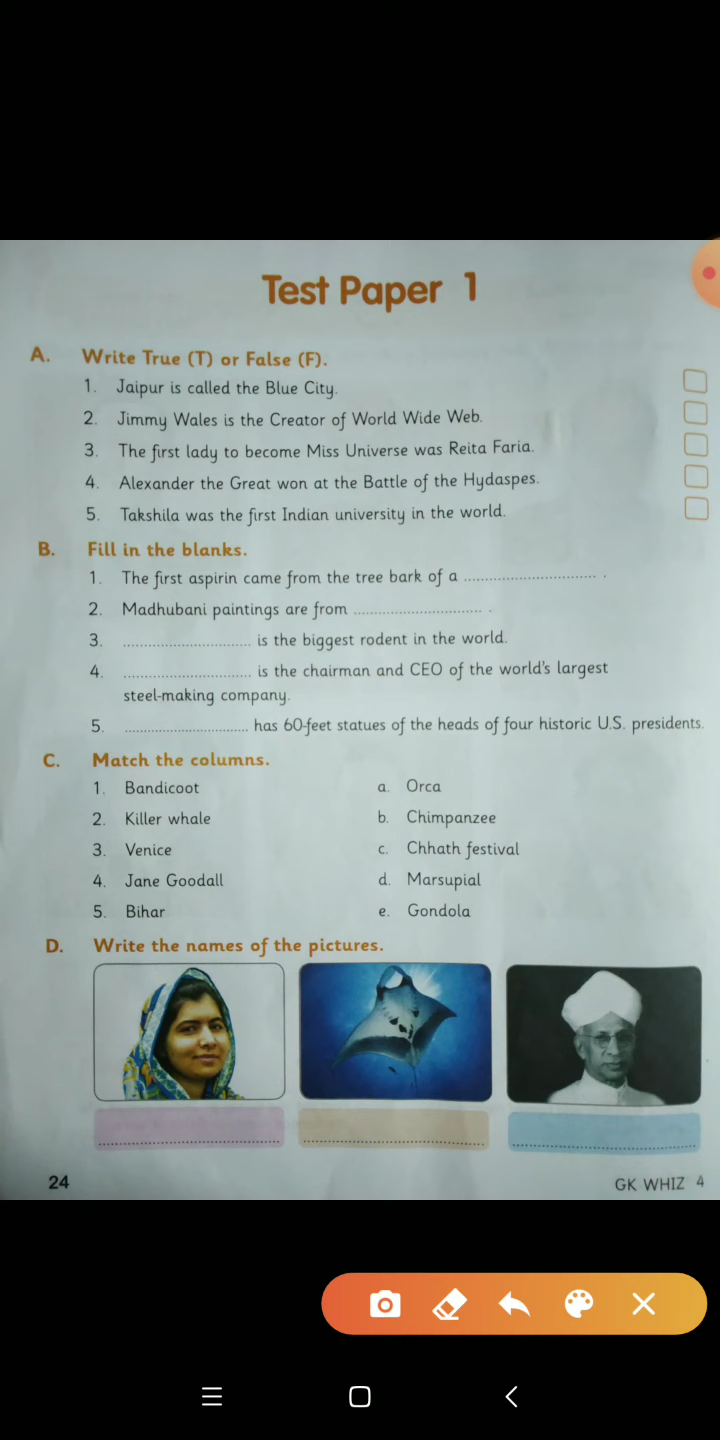 Test Paper 1
A. Write True (T) or False (F).
1. Jaipur is called the Blue City.
2. Jimmy Wales is the Creator of World Wide Web.
3. The first lady to become Miss Universe was Reita Faria.
4. Alexander the Great won at the Battle of the Hydaspes.
5. Takshila was the first Indian university in the world.
B. Fill in the blanks.
1. The first aspirin came from the tree bark of a .............................. .
2. Madhubani paintings are from .............................. .
3. .............................. is the biggest rodent in the world.
4. .............................. is the chairman and CEO of the world's largest
steel-making company.
5. .............................. has 60-feet statues of the heads of four historic U.S. presidents.
C. Match the columns.
1. Bandicoot a. Orca
2. Killer whale b. Chimpanzee
3. Venice c. Chhath festival
4. Jane Goodall d. Marsupial
5. Bihar e. Gondola
D. Write the names of the pictures.
24 GK WHIZ 4